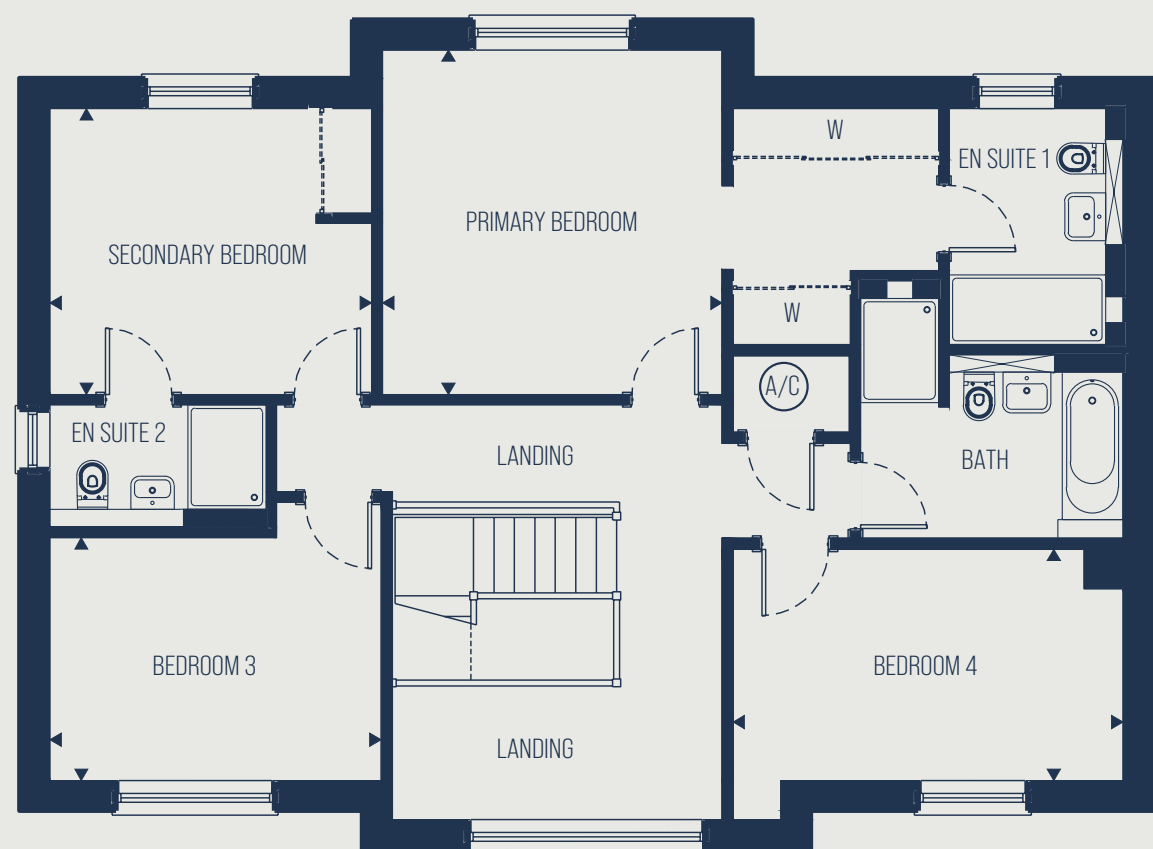 W
EN SUITE 1
PRIMARY BEDROOM
SECONDARY BEDROOM
W
A/C
EN SUITE 2
LANDING
BATH
BEDROOM 3
BEDROOM 4
LANDING